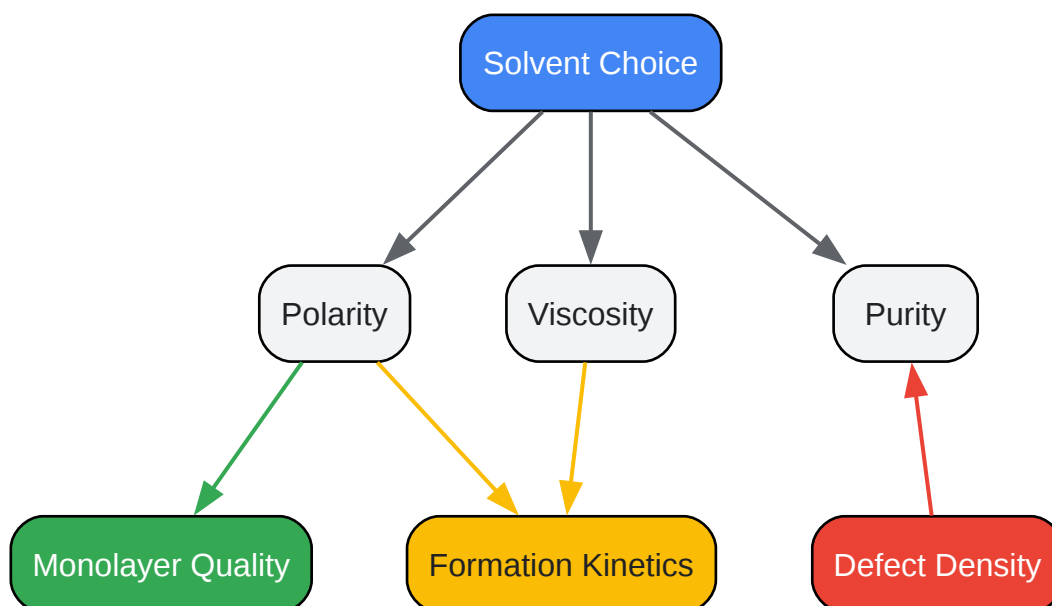 Solvent Choice
Polarity
Viscosity
Purity
Monolayer Quality
Formation Kinetics
Defect Density